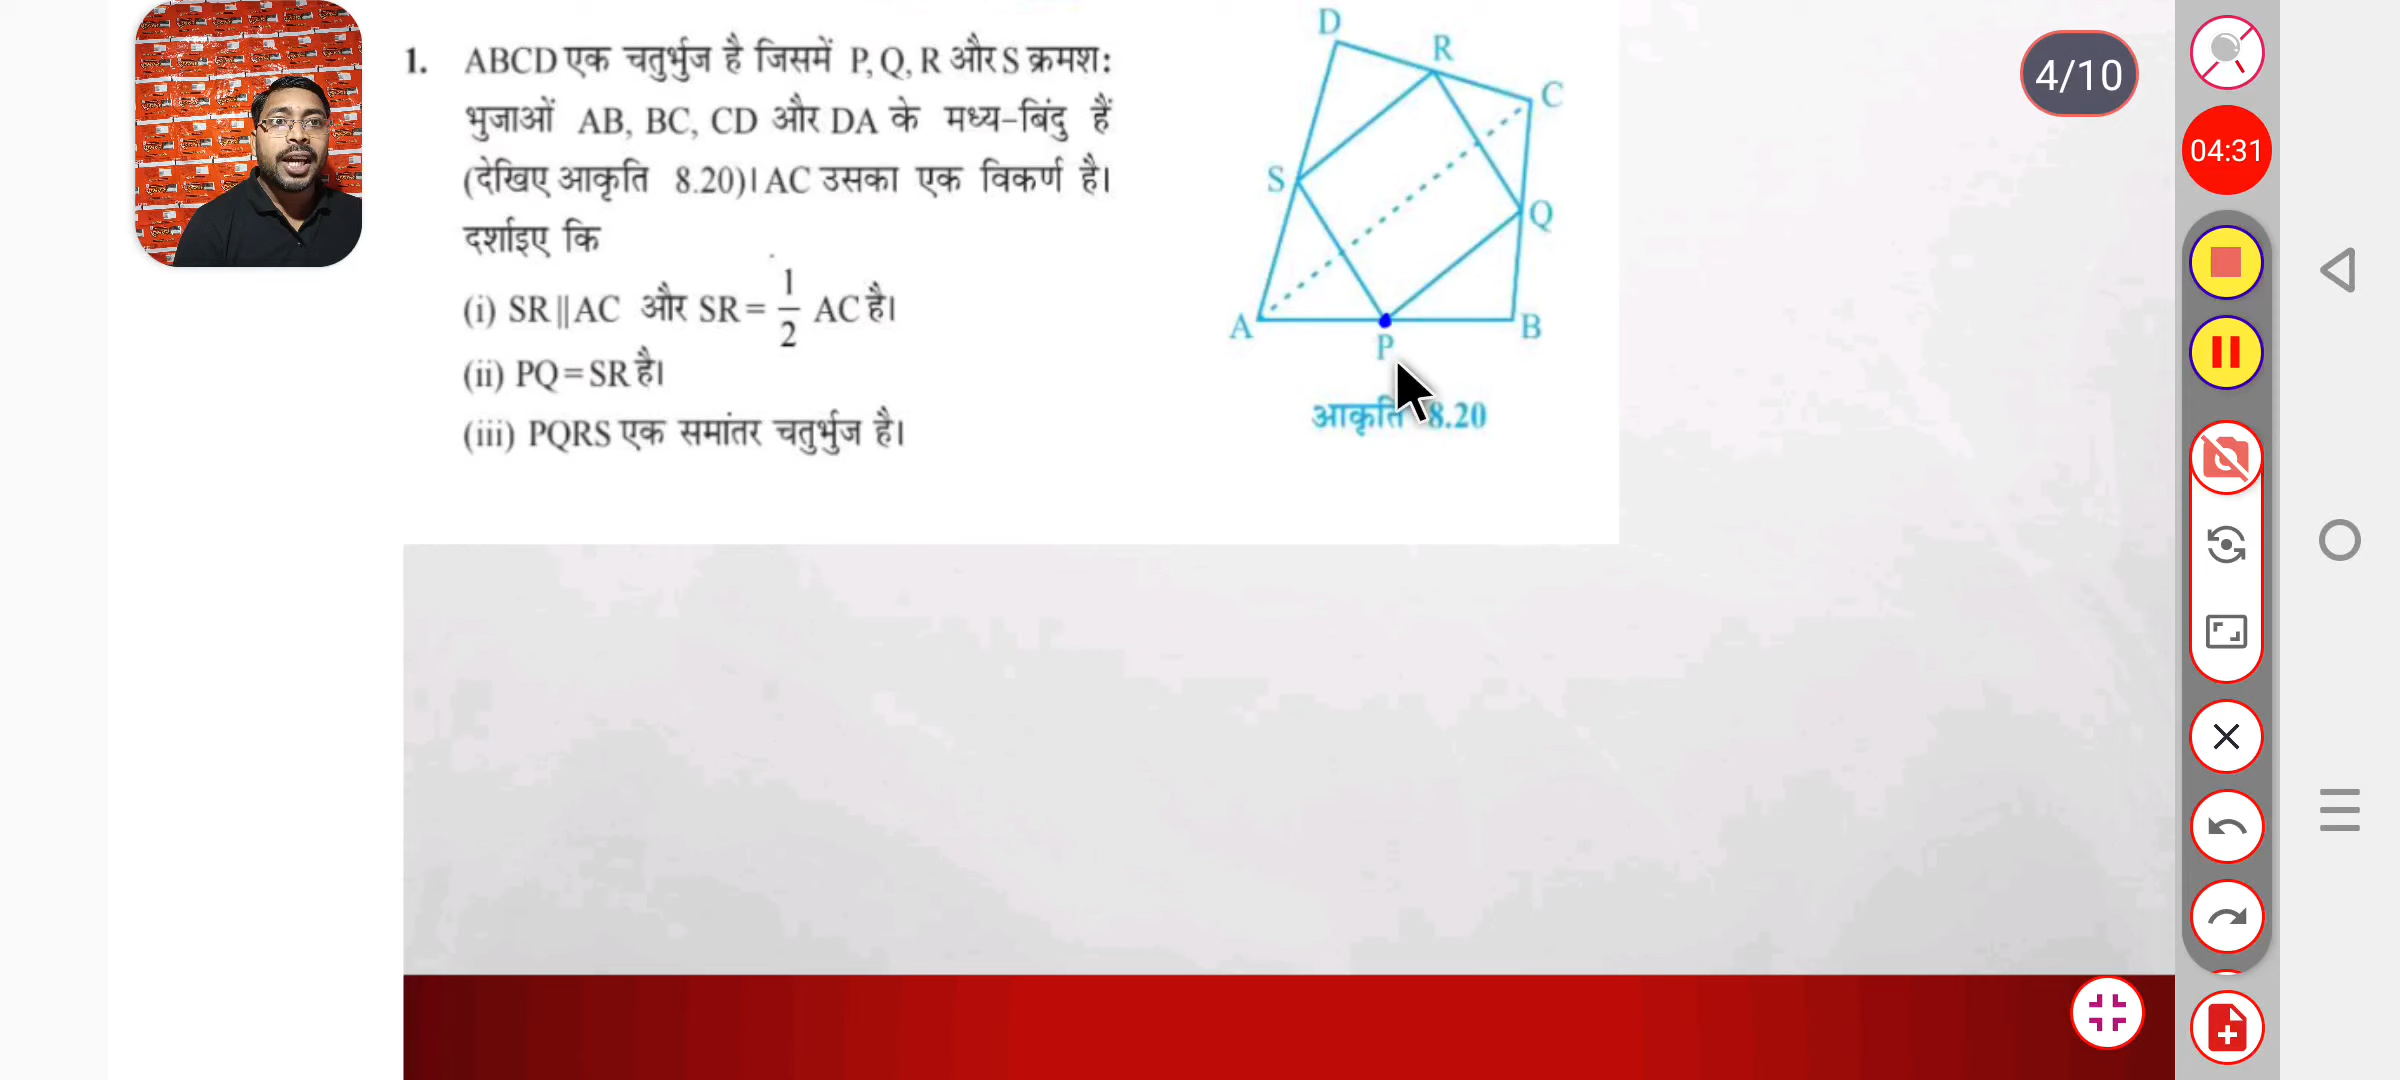 1. ABCD एक चतुर्भुज है जिसमें P, Q, R और S क्रमशः
भुजाओं AB, BC, CD और DA के मध्य-बिंदु हैं
(देखिए आकृति 8.20)। AC उसका एक विकर्ण है।
दर्शाइए कि
(i) SR || AC और SR = 1/2 AC है।
(ii) PQ = SR है।
(iii) PQRS एक समांतर चतुर्भुज है।
D
R
C
S
Q
A
B
P
आकृति 8.20
4/10
04:31